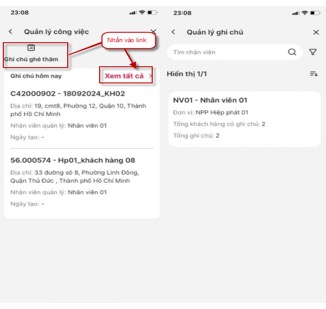 23:08
Quản lý công việc
Nhấn vào link
Ghi chú ghé thăm
Ghi chú hôm nay
Xem tất cả
C42000902 - 18092024_KH02
Địa chỉ: 19, cmt8, Phường 12, Quận 10, Thành
phố Hồ Chí Minh
Nhân viên quản lý: Nhân viên 01
Ngày tạo: -
56.000574 - Hp01_khách hàng 08
Địa chỉ: 33 đường số 8, Phường Linh Đông,
Quận Thủ Đức , Thành phố Hồ Chí Minh
Nhân viên quản lý: Nhân viên 01
Ngày tạo: -
23:08
Quản lý ghi chú
Tìm nhân viên
Hiển thị 1/1
NV01 - Nhân viên 01
Đơn vị: NPP Hiệp phát 01
Tổng khách hàng có ghi chú: 2
Tổng ghi chú: 2